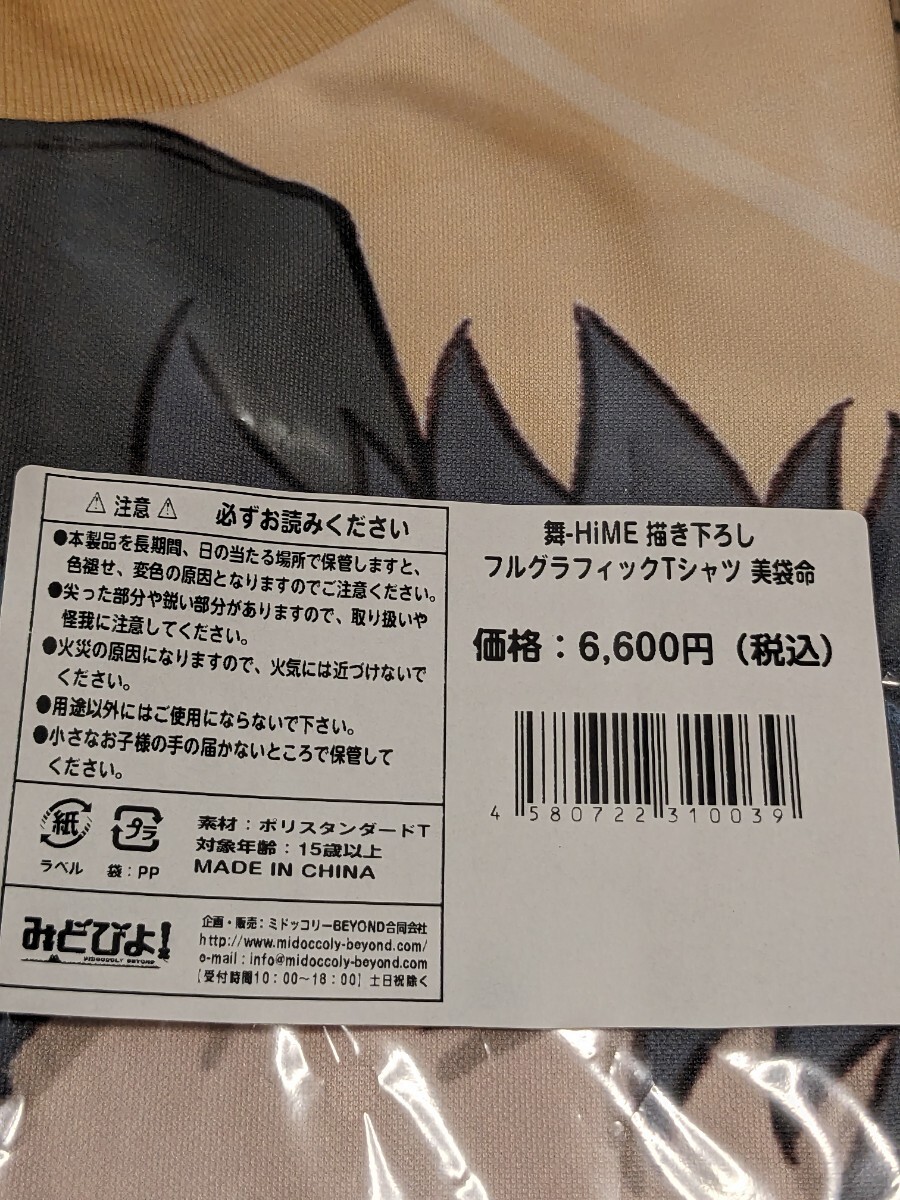 ⚠ 注意 ⚠ 必ずお読みください
●本製品を長期間、日の当たる場所で保管しますと、
色褪せ、変色の原因となりますのでご注意ください。
●尖った部分や鋭い部分がありますので、取り扱いや
怪我に注意してください。
●火災の原因になりますので、火気には近づけないで
ください。
●用途以外にはご使用にならないで下さい。
●小さなお子様の手の届かないところで保管して
ください。
紙
ラベル
プラ
袋：PP
素材：ポリスタンダードT
対象年齢：15歳以上
MADE IN CHINA
みどびよ!
MIDOCCOLY BEYOND
企画・販売：ミドッコリーBEYOND合同会社
http://www.midoccoly-beyond.com/
e-mail：info@midoccoly-beyond.com
【受付時間10：00〜18：00】土日祝除く
舞-HiME 描き下ろし
フルグラフィックTシャツ 美袋命
価格：6,600円（税込）
4 580722 310039